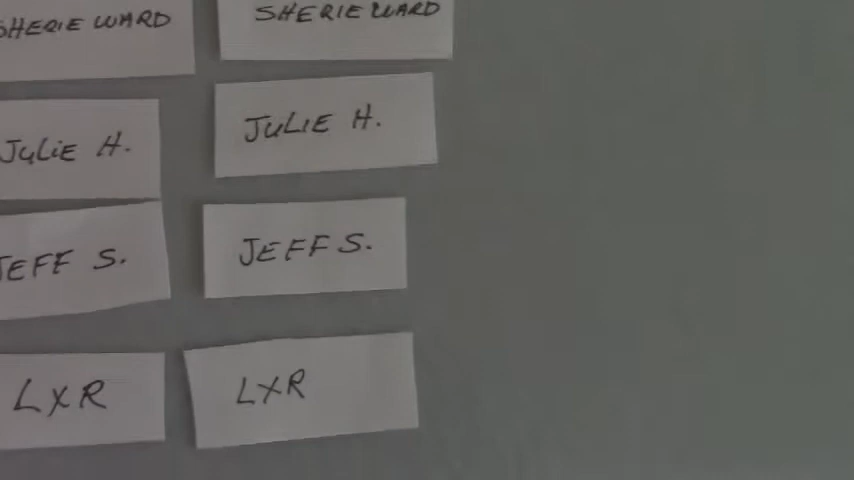 SHERIE WARD SHERIE WARD
JuLiE H. JULIE H.
JEFF S. JEFF S.
LXR LXR